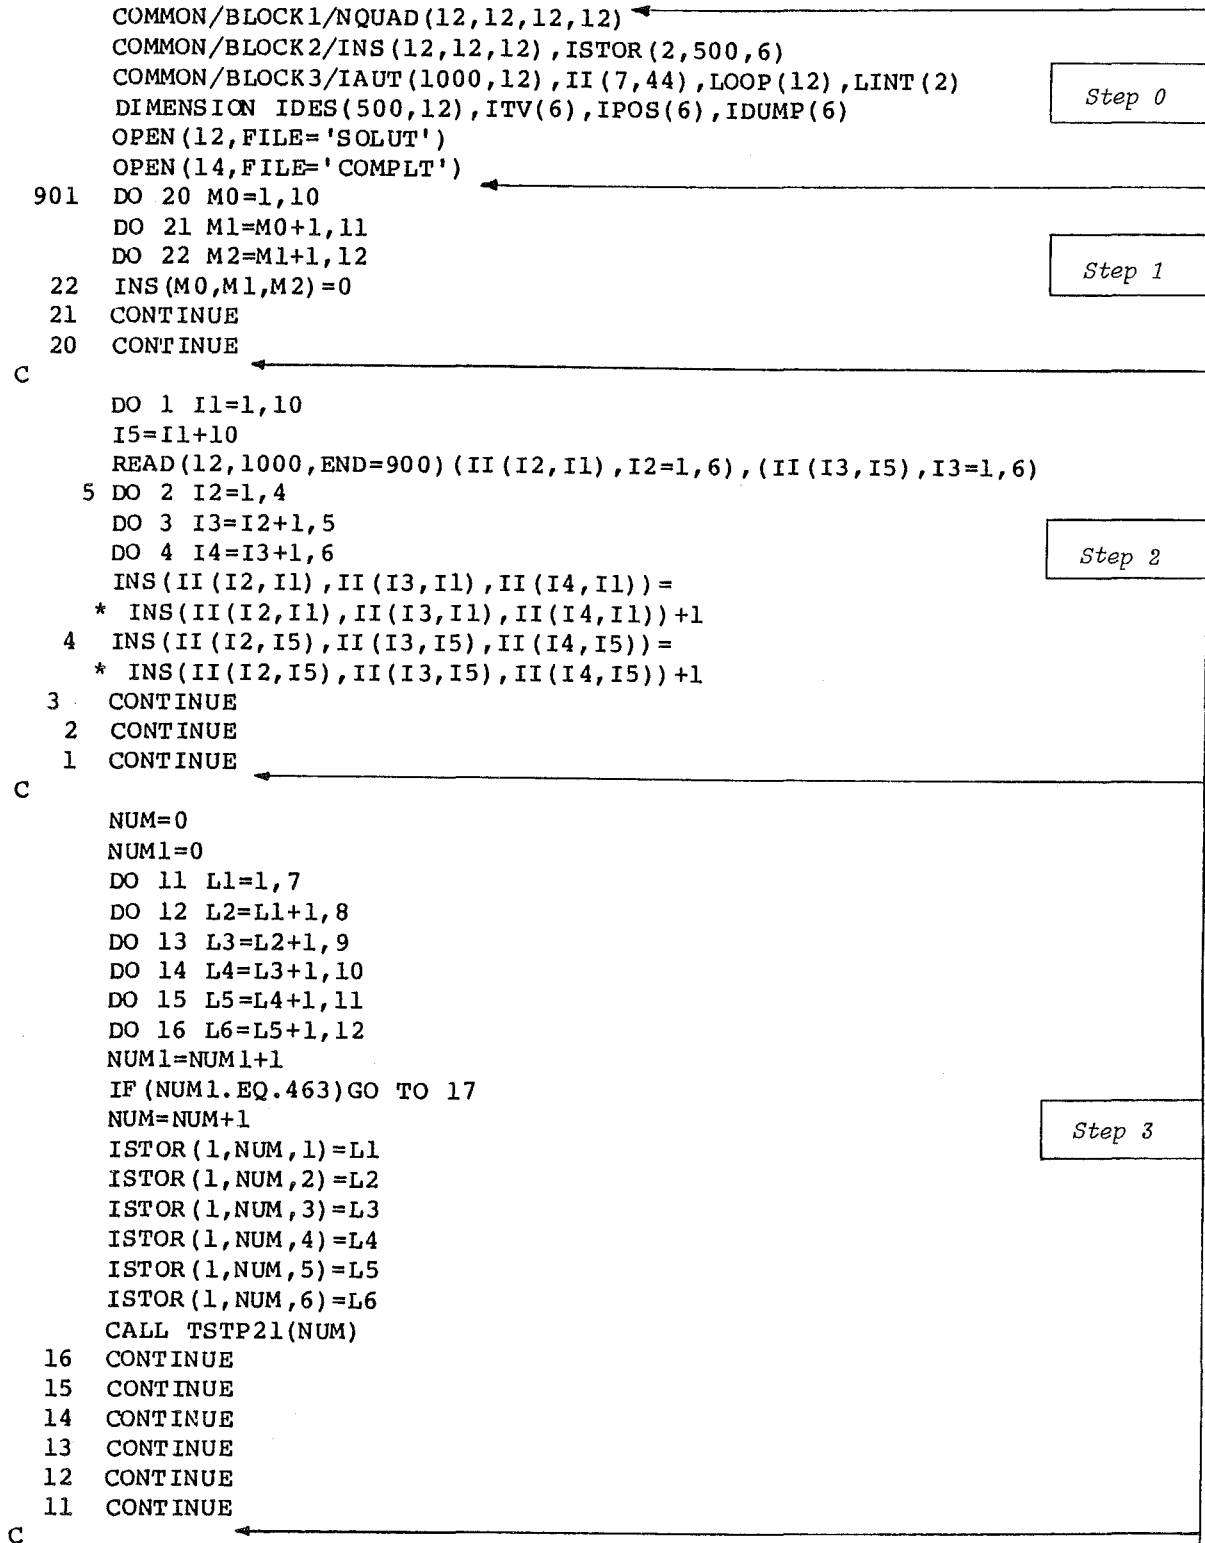 COMMON/BLOCK1/NQUAD(12,12,12,12)
COMMON/BLOCK2/INS(12,12,12),ISTOR(2,500,6)
COMMON/BLOCK3/IAUT(1000,12),II(7,44),LOOP(12),LINT(2)
DIMENSION IDES(500,12),ITV(6),IPOS(6),IDUMP(6)
Step 0
OPEN(12,FILE='SOLUT')
OPEN(14,FILE='COMPLT')
901 DO 20 M0=1,10
DO 21 M1=M0+1,11
DO 22 M2=M1+1,12
Step 1
22 INS(M0,M1,M2)=0
21 CONTINUE
20 CONTINUE
C
DO 1 I1=1,10
I5=I1+10
READ(12,1000,END=900)(II(I2,I1),I2=1,6),(II(I3,I5),I3=1,6)
5 DO 2 I2=1,4
DO 3 I3=I2+1,5
DO 4 I4=I3+1,6
Step 2
INS(II(I2,I1),II(I3,I1),II(I4,I1))=
* INS(II(I2,I1),II(I3,I1),II(I4,I1))+1
4 INS(II(I2,I5),II(I3,I5),II(I4,I5))=
* INS(II(I2,I5),II(I3,I5),II(I4,I5))+1
3 CONTINUE
2 CONTINUE
1 CONTINUE
C
NUM=0
NUM1=0
DO 11 L1=1,7
DO 12 L2=L1+1,8
DO 13 L3=L2+1,9
DO 14 L4=L3+1,10
DO 15 L5=L4+1,11
DO 16 L6=L5+1,12
NUM1=NUM1+1
IF(NUM1.EQ.463)GO TO 17
NUM=NUM+1
Step 3
ISTOR(1,NUM,1)=L1
ISTOR(1,NUM,2)=L2
ISTOR(1,NUM,3)=L3
ISTOR(1,NUM,4)=L4
ISTOR(1,NUM,5)=L5
ISTOR(1,NUM,6)=L6
CALL TSTP21(NUM)
16 CONTINUE
15 CONTINUE
14 CONTINUE
13 CONTINUE
12 CONTINUE
11 CONTINUE
C